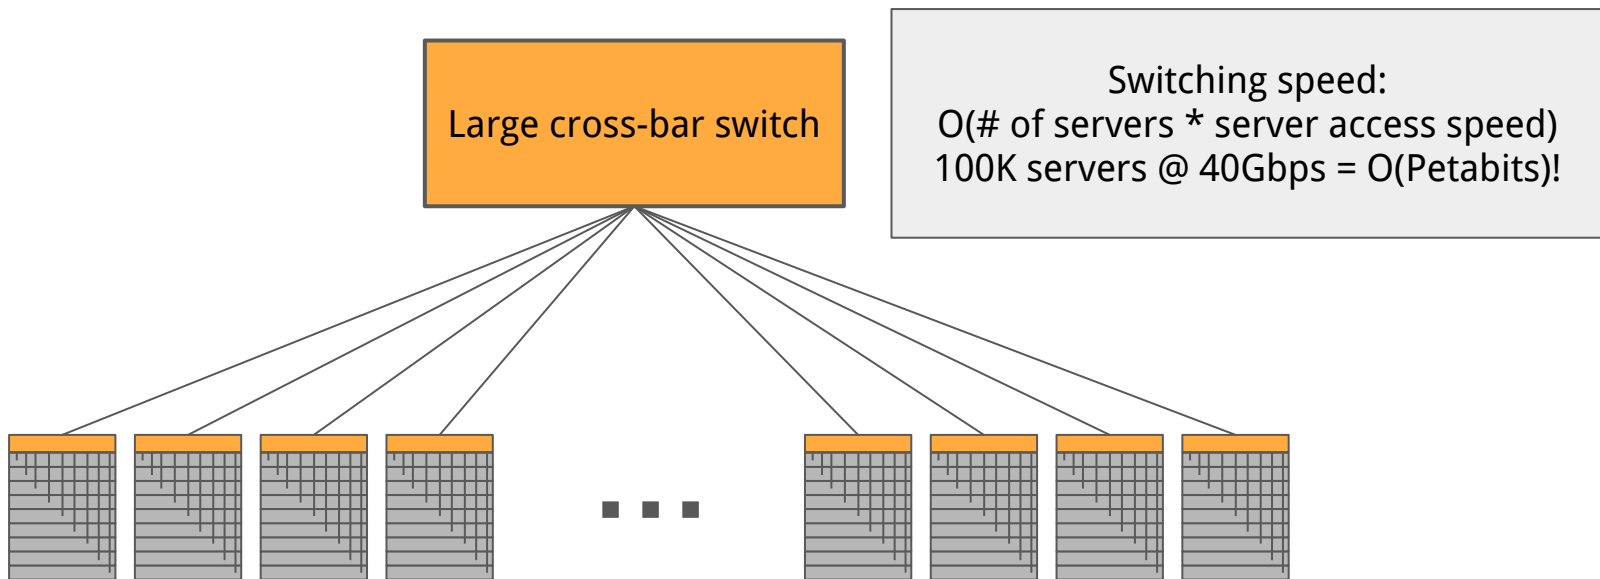 Large cross-bar switch
Switching speed:
O(# of servers * server access speed)
100K servers @ 40Gbps = O(Petabits)!